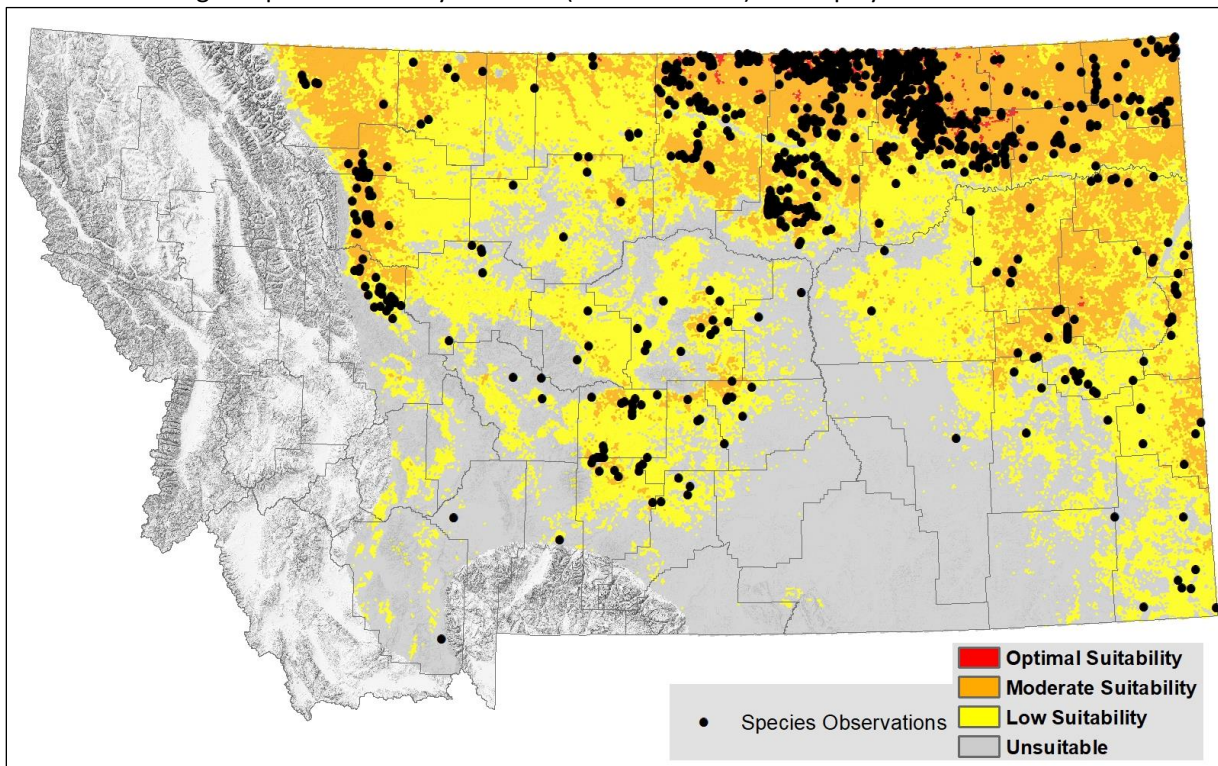 Species Observations
Optimal Suitability
Moderate Suitability
Low Suitability
Unsuitable